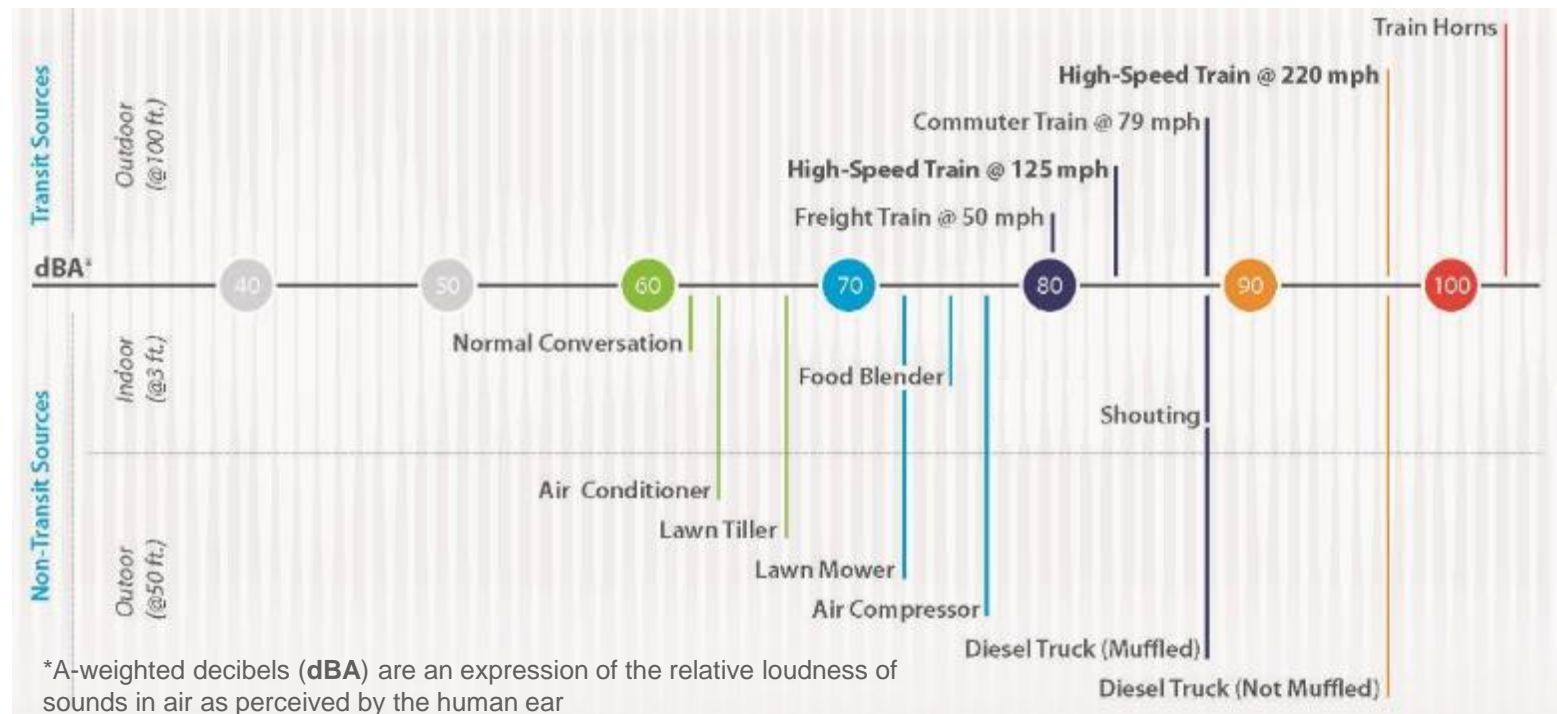 Train Horns
High-Speed Train @ 220 mph
Commuter Train @ 79 mph
High-Speed Train @ 125 mph
Freight Train @ 50 mph
Transit Sources
Outdoor
(@100 ft.)
dBA*
40 50 60 70 80 90 100
Normal Conversation
Food Blender
Shouting
Indoor
(@3 ft.)
Non-Transit Sources
Air Conditioner
Lawn Tiller
Lawn Mower
Air Compressor
Diesel Truck (Muffled)
Diesel Truck (Not Muffled)
Outoor
(@50 ft.)
*A-weighted decibels (dBA) are an expression of the relative loudness of
sounds in air as perceived by the human ear